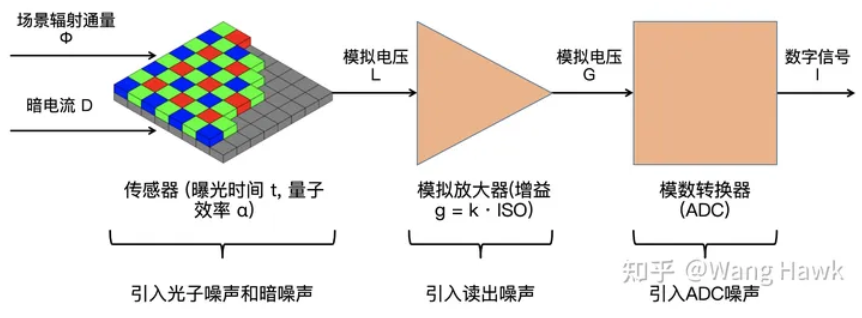 场景辐射通量
Φ
暗电流 D
模拟电压
L
模拟电压
G
数字信号
I
传感器 (曝光时间 t, 量子
效率 α)
模拟放大器(增益
g = k · ISO)
模数转换器
(ADC)
引入光子噪声和暗噪声
引入读出噪声
引入ADC噪声
知乎 @Wang Hawk